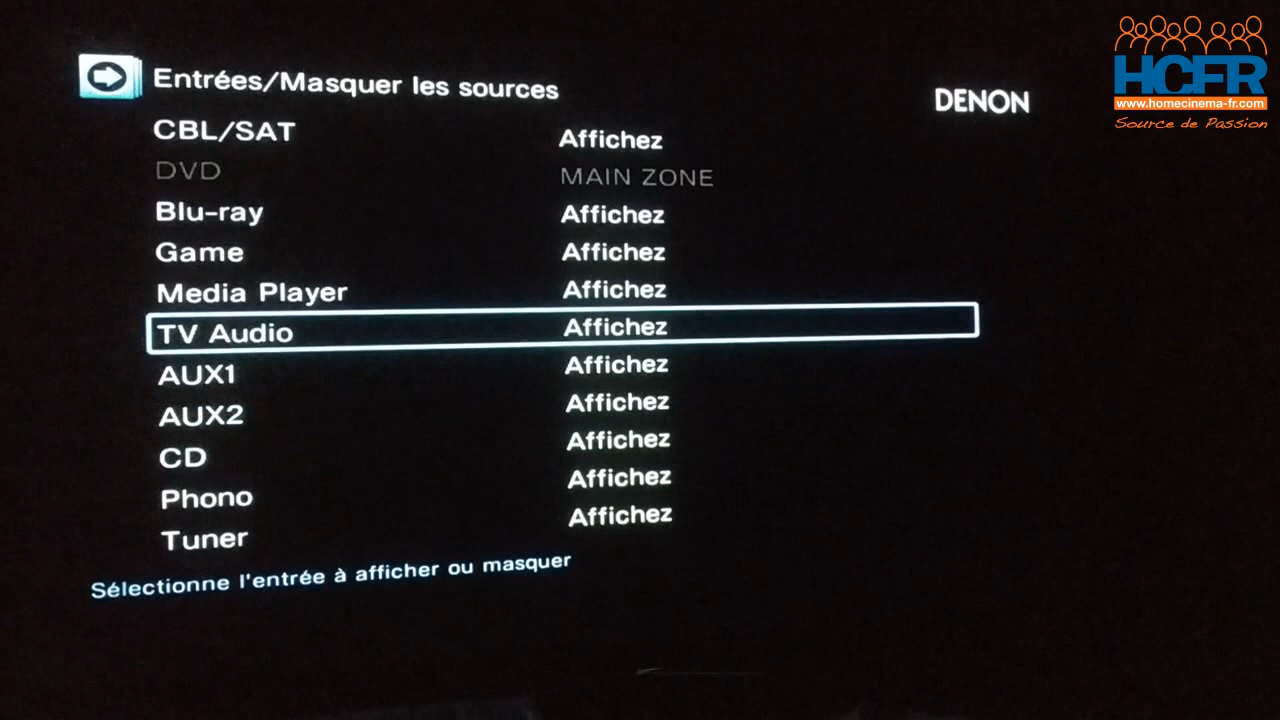 Entrées/Masquer les sources
DENON
HCFR
www.homecinema-fr.com
Source de Passion
CBL/SAT Affichez
DVD MAIN ZONE
Blu-ray Affichez
Game Affichez
Media Player Affichez
TV Audio Affichez
AUX1 Affichez
AUX2 Affichez
CD Affichez
Phono Affichez
Tuner Affichez
Sélectionne l'entrée à afficher ou masquer